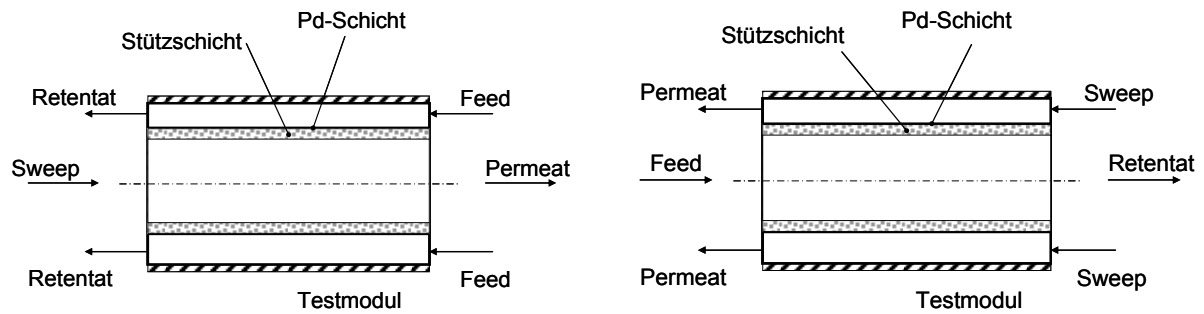 Pd-Schicht
Stützschicht
Retentat
Feed
Sweep
Permeat
Retentat
Feed
Testmodul
Pd-Schicht
Stützschicht
Permeat
Sweep
Feed
Retentat
Permeat
Sweep
Testmodul